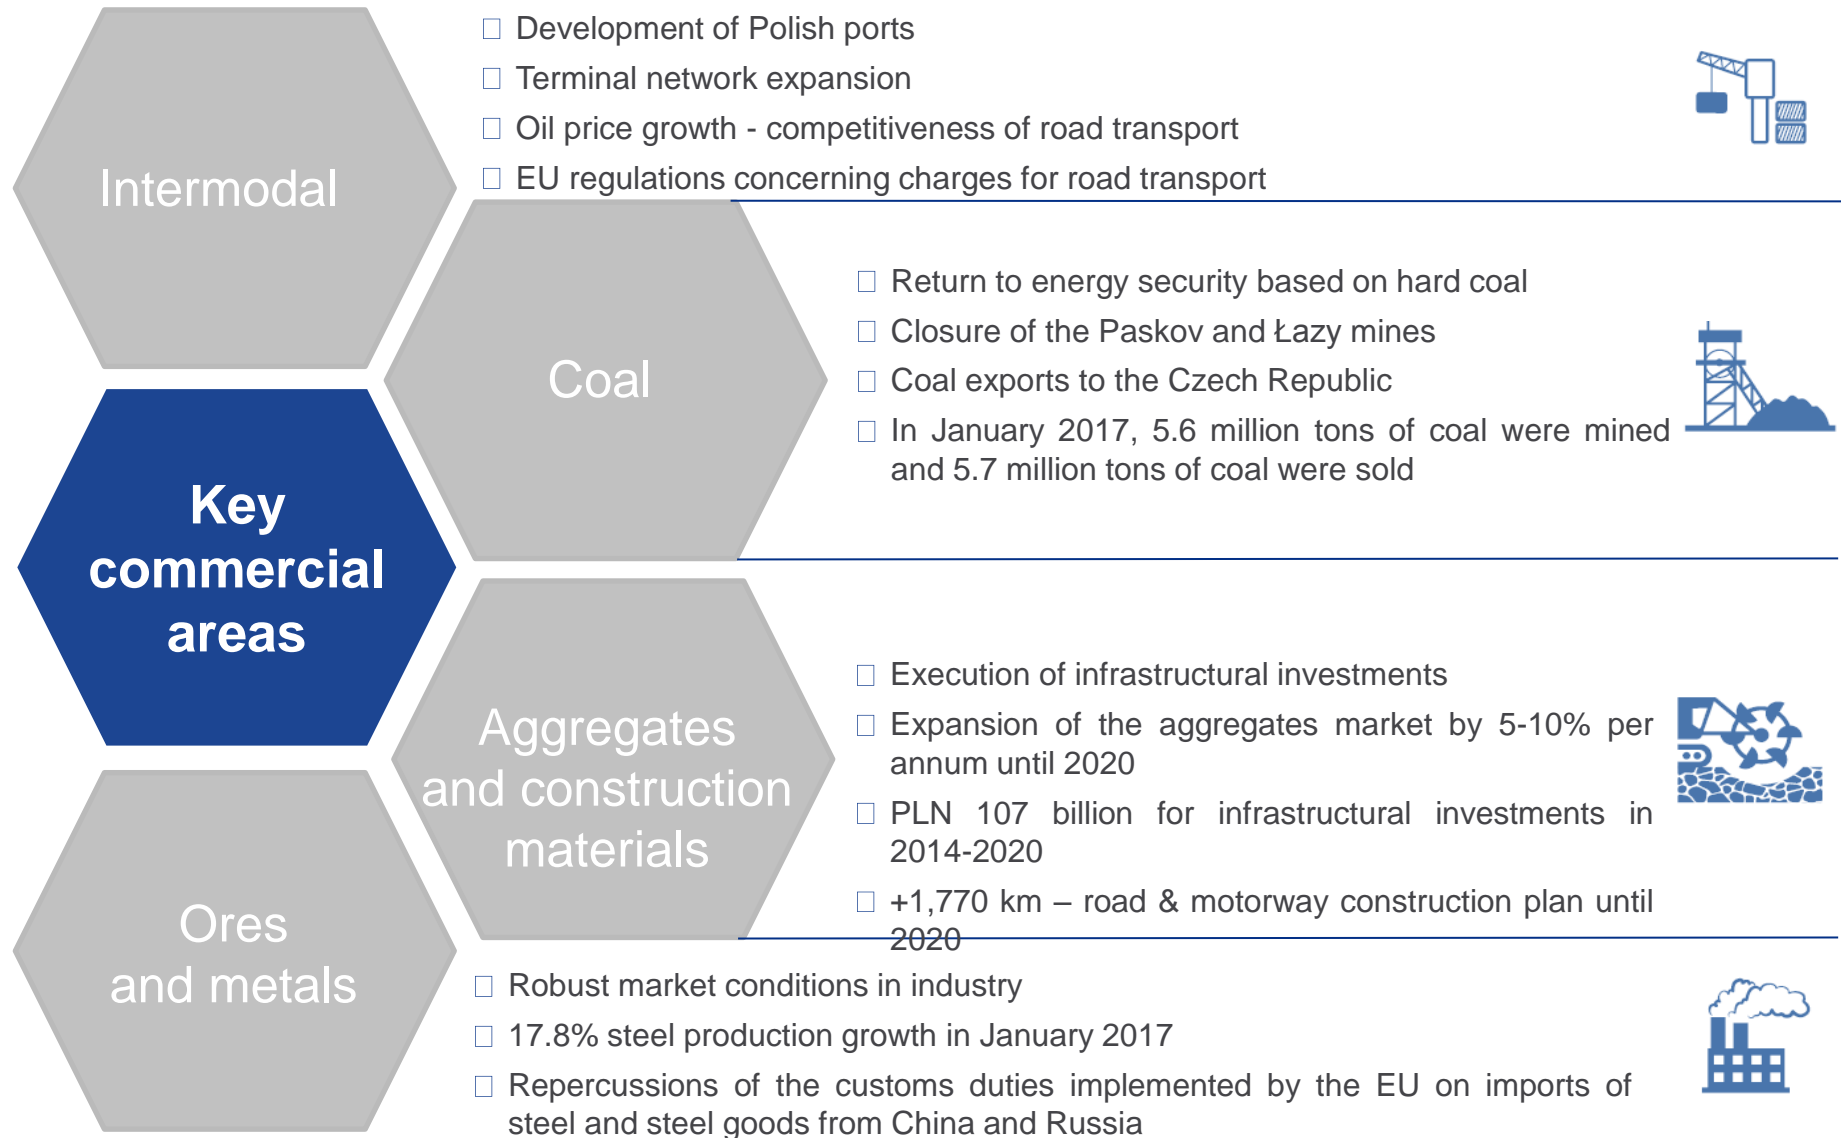 Development of Polish ports
Terminal network expansion
Oil price growth - competitiveness of road transport
EU regulations concerning charges for road transport
Intermodal
Return to energy security based on hard coal
Closure of the Paskov and Łazy mines
Coal exports to the Czech Republic
In January 2017, 5.6 million tons of coal were mined
and 5.7 million tons of coal were sold
Coal
Key
commercial
areas
Execution of infrastructural investments
Expansion of the aggregates market by 5-10% per
annum until 2020
PLN 107 billion for infrastructural investments in
2014-2020
+1,770 km – road & motorway construction plan until
2020
Aggregates
and construction
materials
Ores
and metals
Robust market conditions in industry
17.8% steel production growth in January 2017
Repercussions of the customs duties implemented by the EU on imports of
steel and steel goods from China and Russia